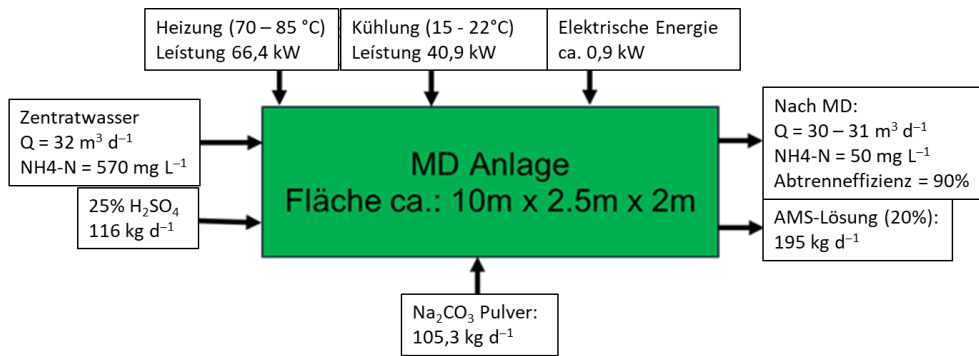 Heizung (70 – 85 °C)
Leístung 66,4 kW
Kühlung (15 - 22°C)
Leístung 40,9 kW
Elektrische Energie
ca. 0,9 kW
Zentratwasser
Q = 32 m³ d⁻¹
NH4-N = 570 mg L⁻¹
25% H₂SO₄
116 kg d⁻¹
MD Anlage
Fläche ca.: 10m x 2.5m x 2m
Nach MD:
Q = 30 – 31 m³ d⁻¹
NH4-N = 50 mg L⁻¹
Abtrenneffizienz = 90%
AMS-Lösung (20%):
195 kg d⁻¹
Na₂CO₃ Pulver:
105,3 kg d⁻¹